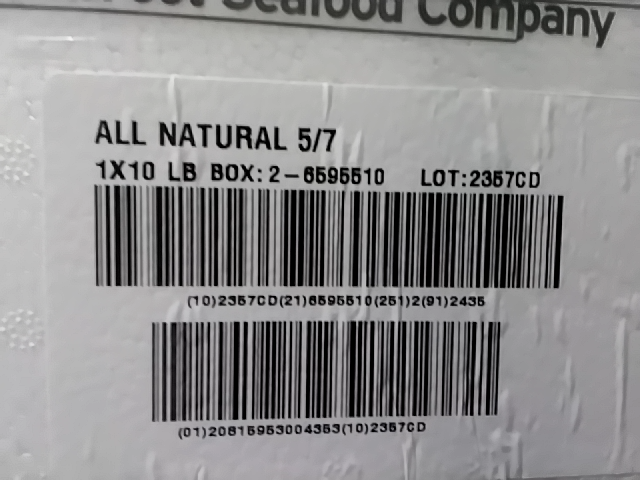 Seafood Company
ALL NATURAL 5/7
1X10 LB BOX:2-6595510 LOT:2357CD
(10)2357CD(21)6595510(251)2(91)2435
(01)20815953004353(10)2357CD